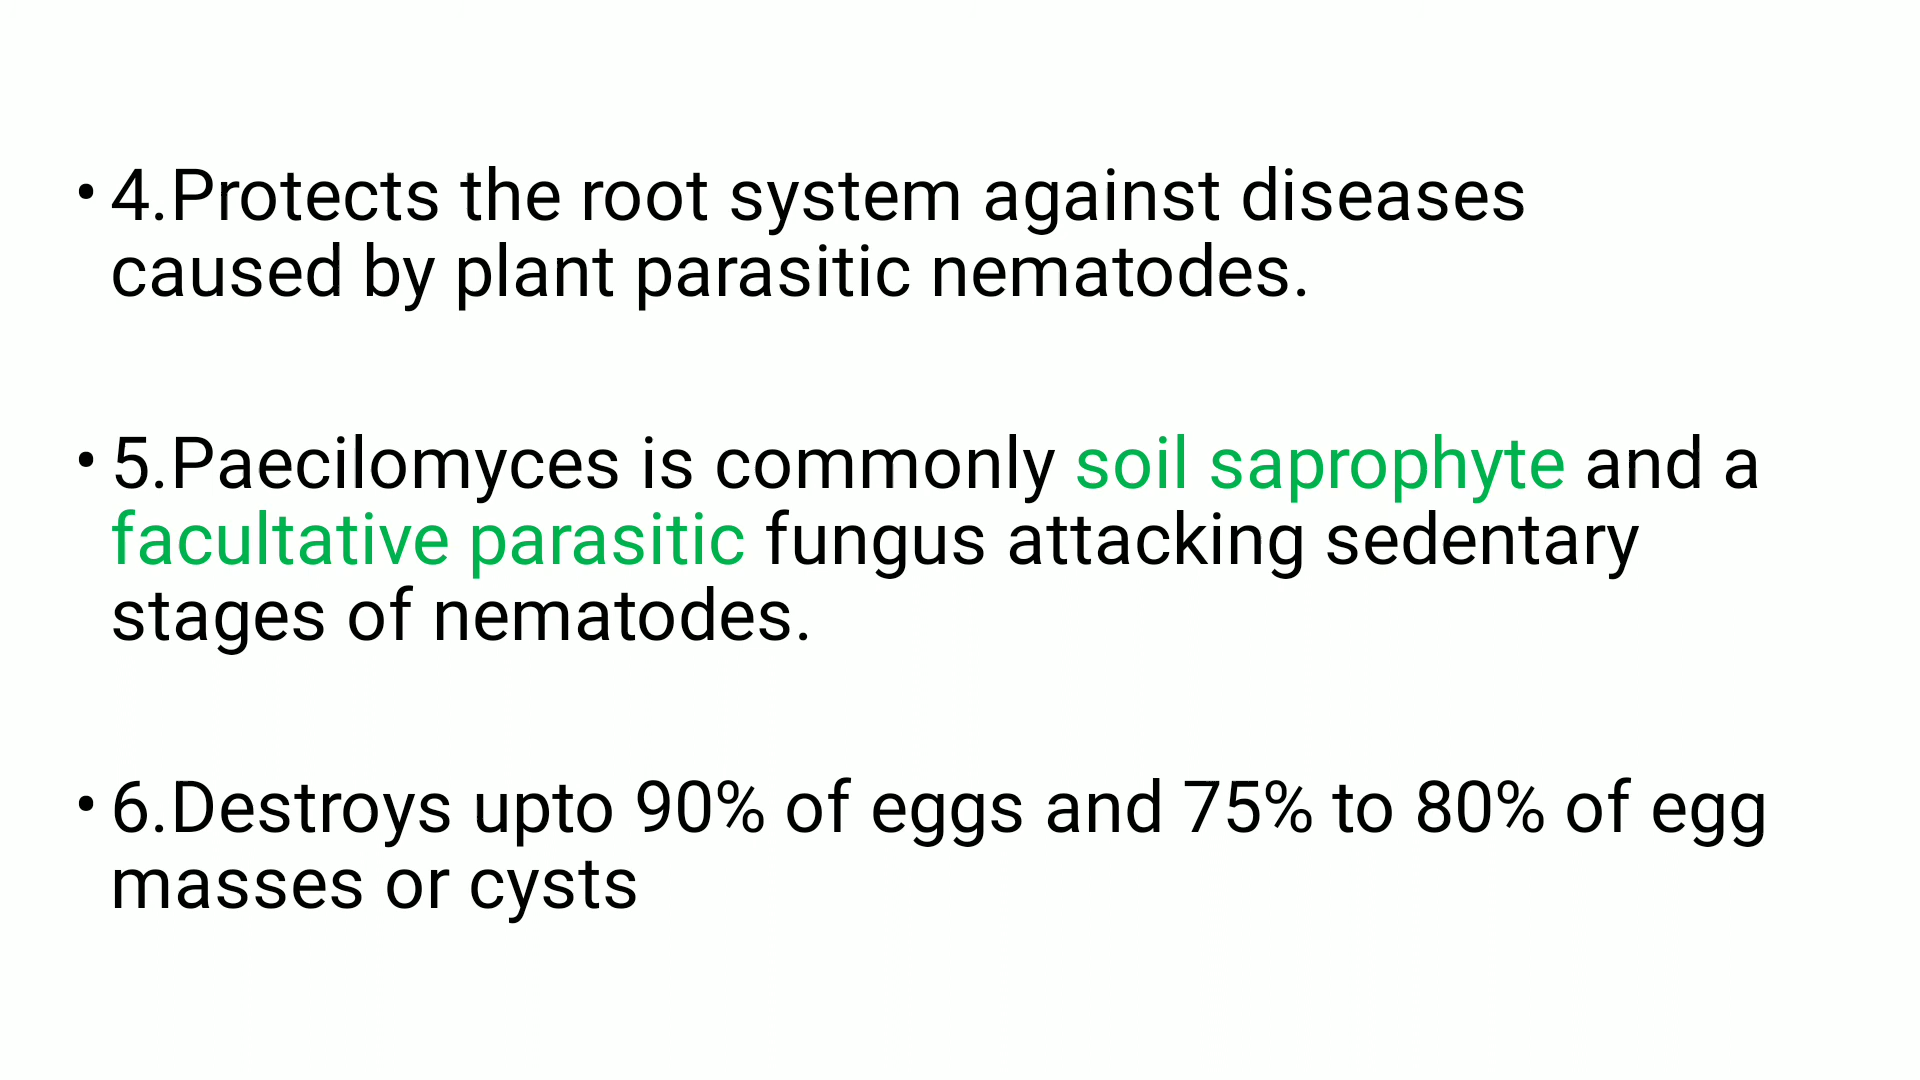 • 4.Protects the root system against diseases
caused by plant parasitic nematodes.
• 5.Paecilomyces is commonly soil saprophyte and a
facultative parasitic fungus attacking sedentary
stages of nematodes.
• 6.Destroys upto 90% of eggs and 75% to 80% of egg
masses or cysts